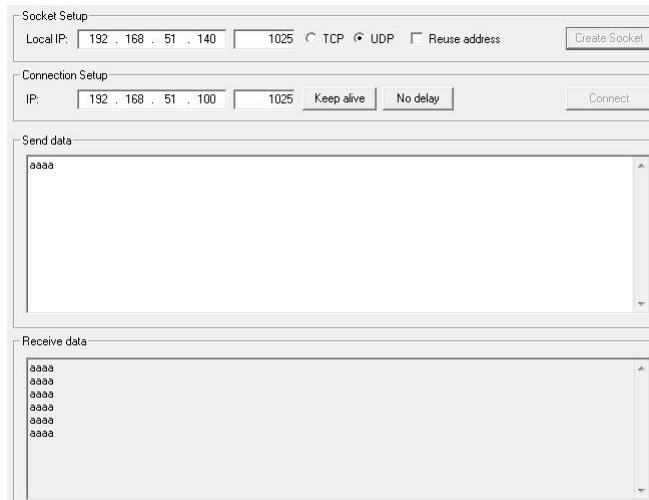 Socket Setup
Local IP: 192 . 168 . 51 . 140 1025 TCP UDP Reuse address Create Socket
Connection Setup
IP: 192 . 168 . 51 . 100 1025 Keep alive No delay Connect
Send data
aaaa
Receive data
aaaa
aaaa
aaaa
aaaa
aaaa
aaaa